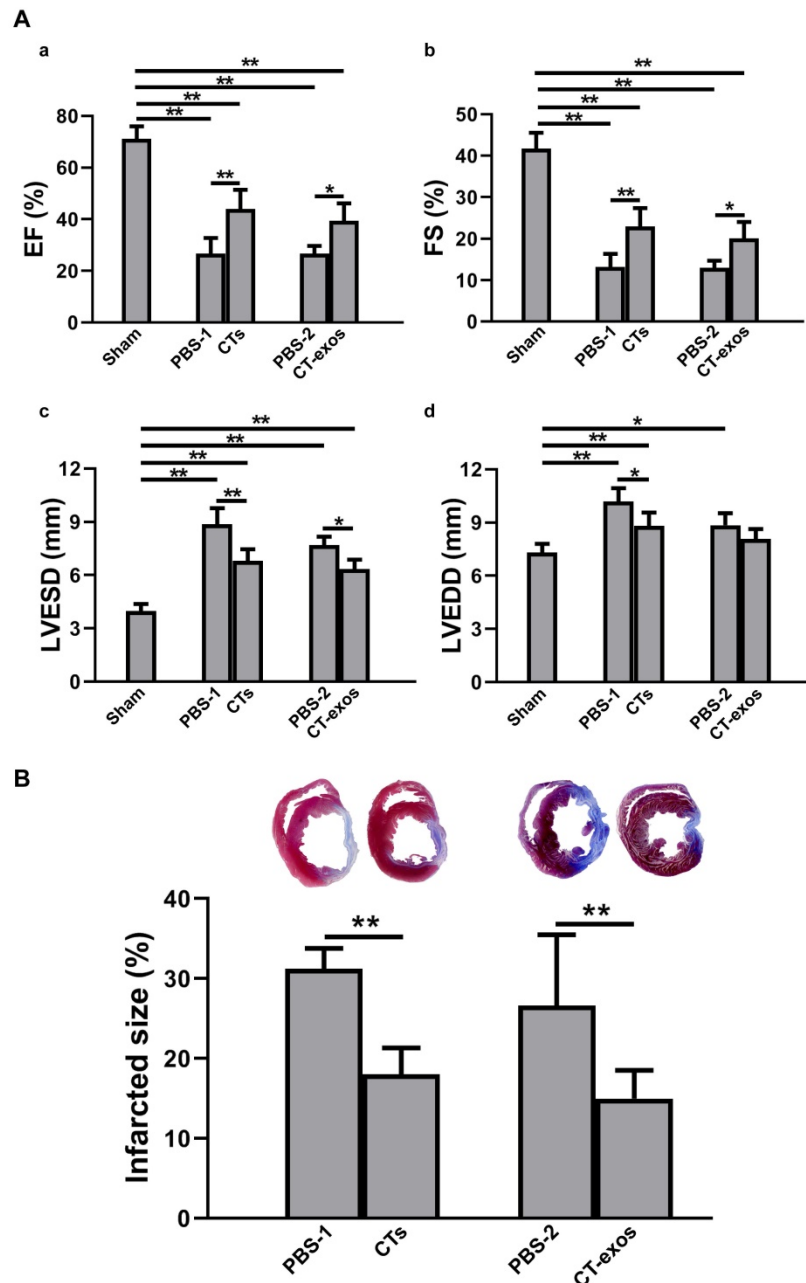 A
a
**
**
**
**
80
60
40
20
0
EF (%)
**
*
Sham
PBS-1
CTs
PBS-2
CT-exos
b
**
**
**
**
50
40
30
20
10
0
FS (%)
**
*
Sham
PBS-1
CTs
PBS-2
CT-exos
c
**
**
**
**
12
9
6
3
0
LVESD (mm)
**
*
Sham
PBS-1
CTs
PBS-2
CT-exos
d
*
**
**
12
9
6
3
0
LVEDD (mm)
*
Sham
PBS-1
CTs
PBS-2
CT-exos
B
40
30
20
10
0
Infarcted size (%)
**
**
PBS-1
CTs
PBS-2
CT-exos